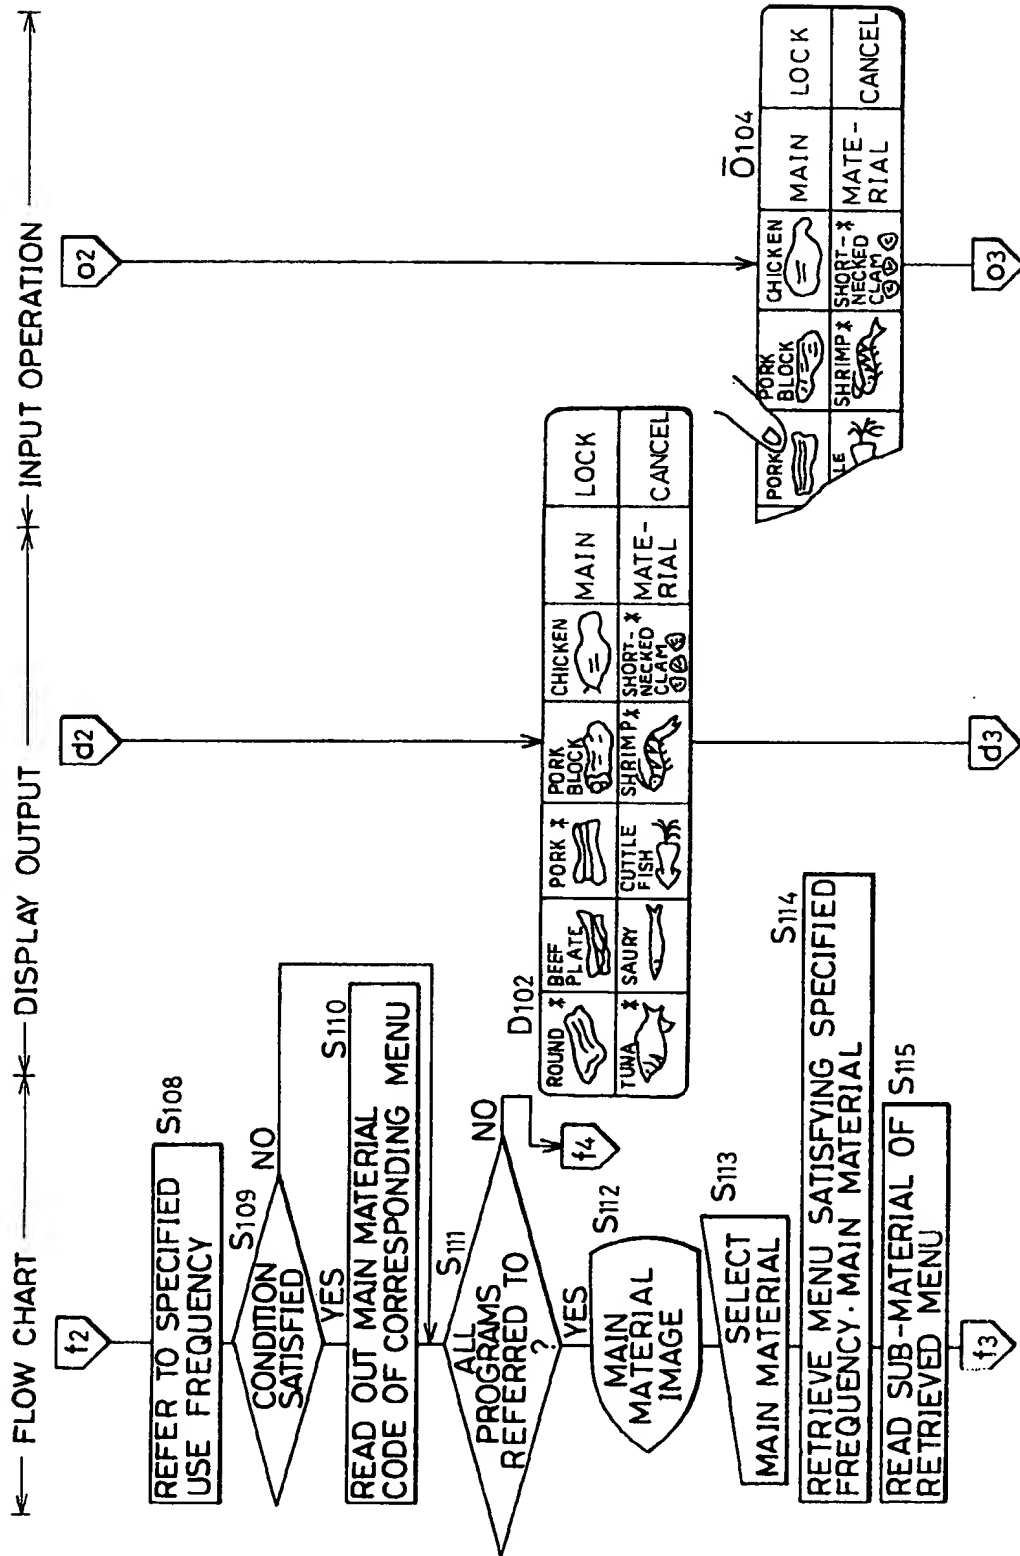 FLOW CHART
DISPLAY OUTPUT
INPUT OPERATION
f2
d2
o2
REFER TO SPECIFIED
USE FREQUENCY
S108
CONDITION
SATISFIED
S109
NO
YES
READ OUT MAIN MATERIAL
CODE OF CORRESPONDING MENU
S110
ALL
PROGRAMS
REFERRED TO
?
S111
NO
f4
YES
MAIN
MATERIAL
IMAGE
S112
SELECT
MAIN MATERIAL
S113
RETRIEVE MENU SATISFYING SPECIFIED
FREQUENCY·MAIN MATERIAL
S114
READ SUB-MATERIAL OF
RETRIEVED MENU
S115
f3
D102
ROUND *
BEEF
PLATE
PORK *
PORK
BLOCK
CHICKEN
MAIN
LOCK
TUNA *
SAURY
CUTTLE
FISH
SHRIMP *
SHORT- *
NECKED
CLAM
MATE-
RIAL
CANCEL
d3
O104
PORK
PORK
BLOCK
CHICKEN
MAIN
LOCK
LE
SHRIMP *
SHORT- *
NECKED
CLAM
MATE-
RIAL
CANCEL
o3